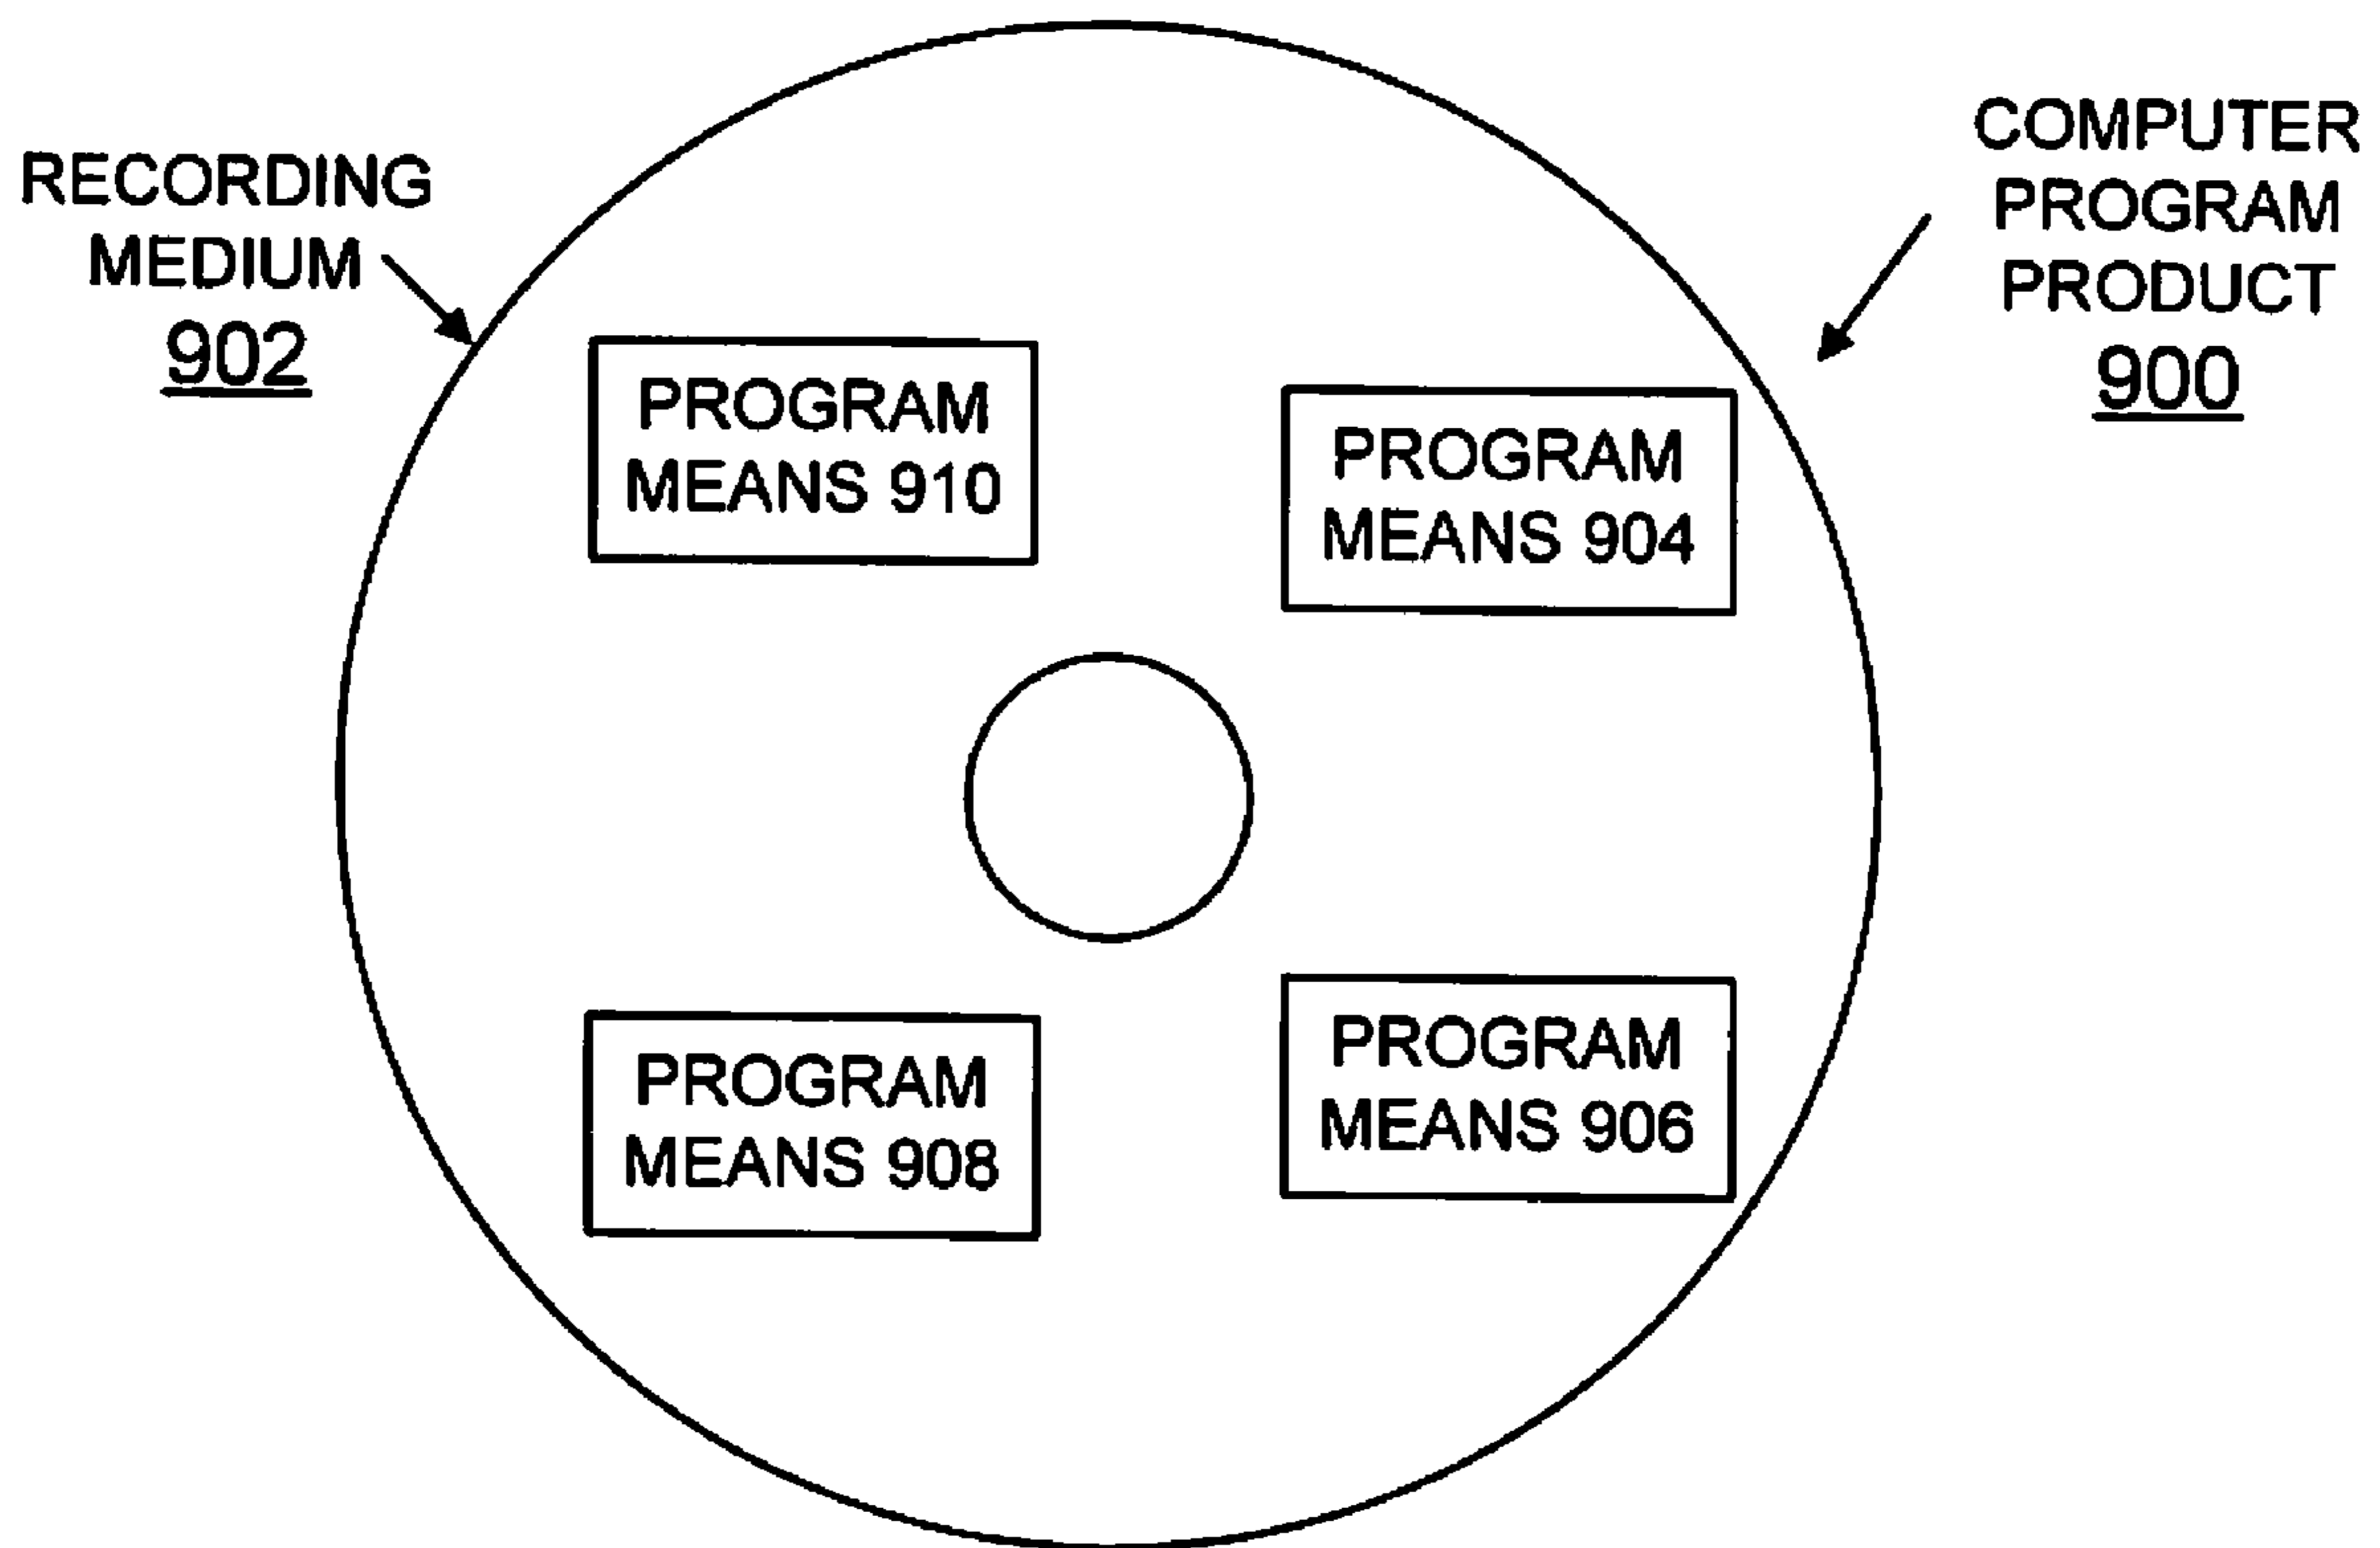 RECORDING
MEDIUM
902
COMPUTER
PROGRAM
PRODUCT
900
PROGRAM
MEANS 910
PROGRAM
MEANS 904
PROGRAM
MEANS 908
PROGRAM
MEANS 906